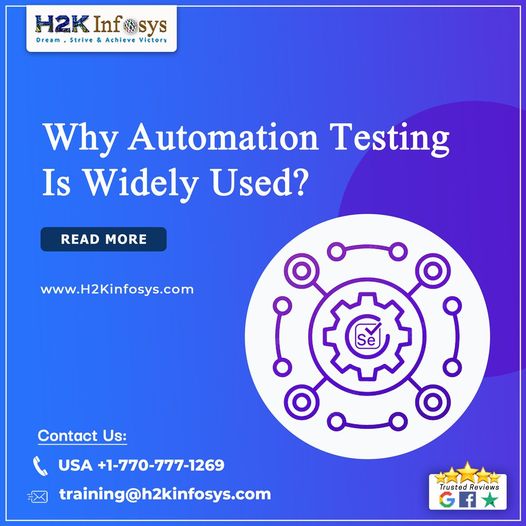 H2K Infosys
Dream , Strive & Achieve Victors
Why Automation Testing
Is Widely Used?
READ MORE
www.H2Kinfosys.com
Se
Contact Us:
USA +1-770-777-1269
training@h2kinfosys.com
Trusted Reviews
G f